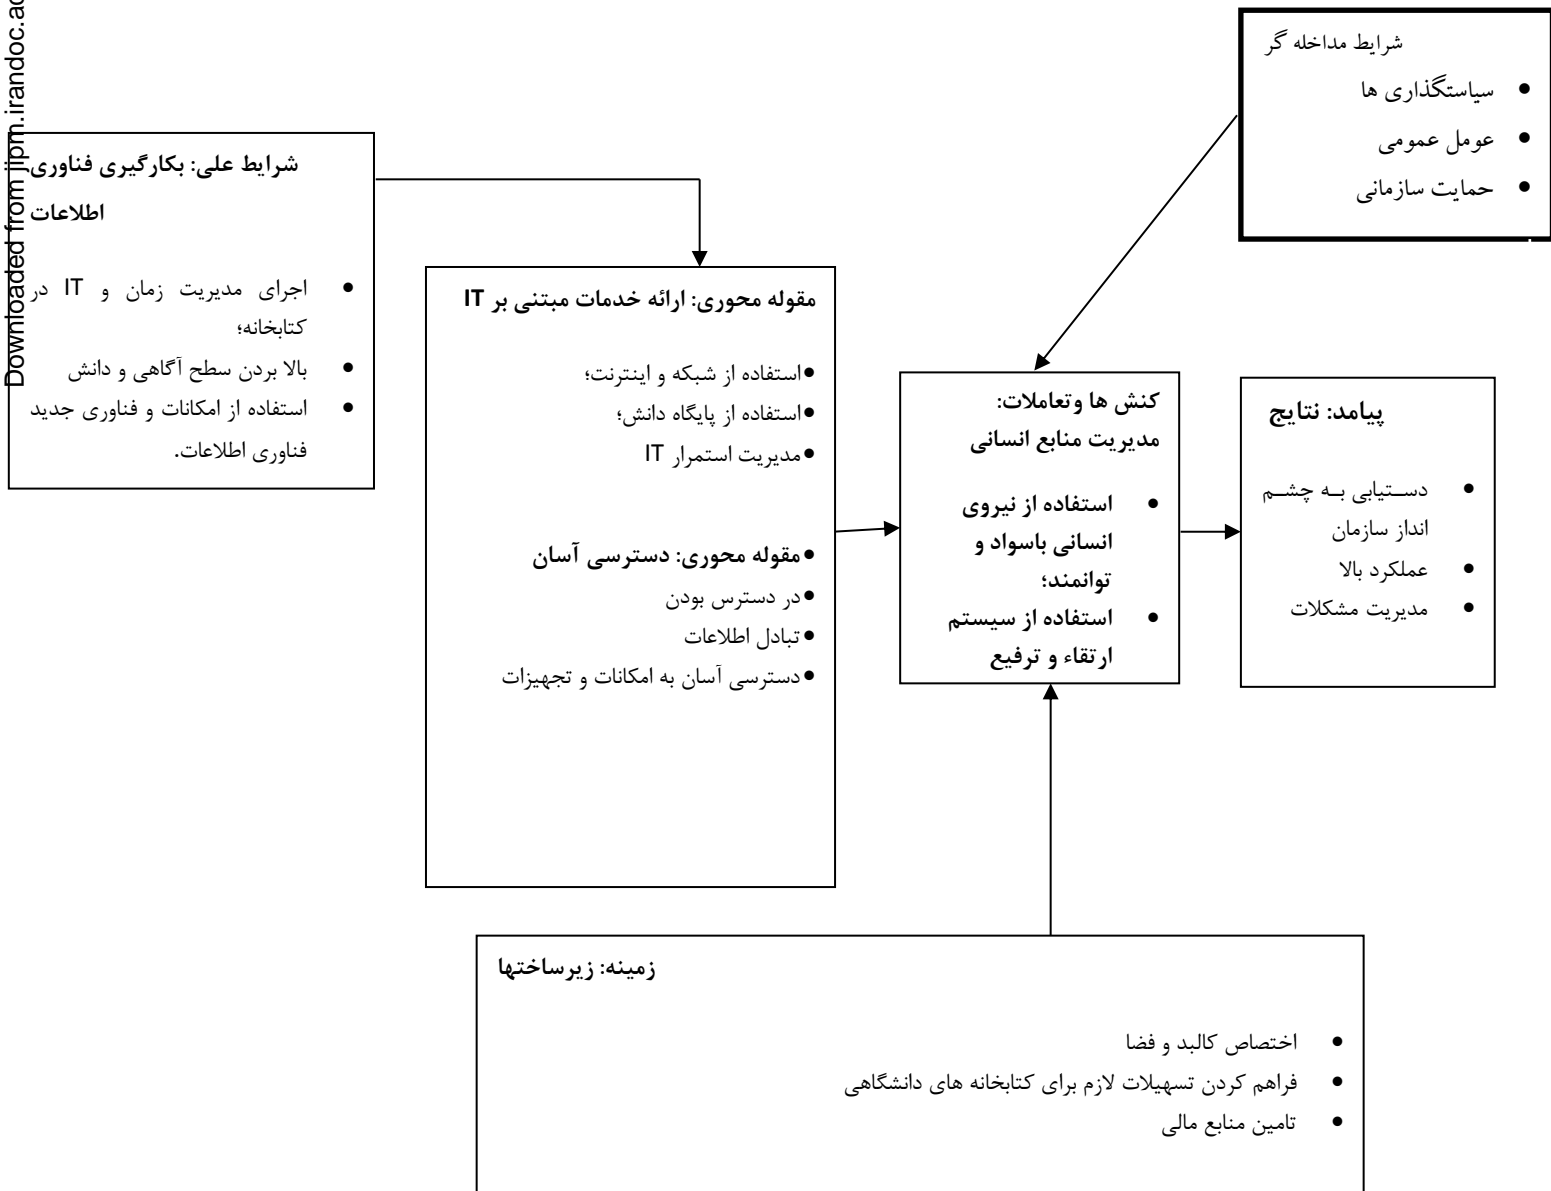 Downloaded from jipm.irandoc.ac
شرایط مداخله گر
• سیاستگذاری ها
• عومل عمومی
• حمایت سازمانی
شرایط علی: بکارگیری فناوری
اطلاعات
• اجرای مدیریت زمان و IT در
کتابخانه؛
• بالا بردن سطح آگاهی و دانش
• استفاده از امکانات و فناوری جدید
فناوری اطلاعات.
مقوله محوری: ارائه خدمات مبتنی بر IT
•استفاده از شبکه و اینترنت؛
•استفاده از پایگاه دانش؛
•مدیریت استمرار IT
•مقوله محوری: دسترسی آسان
•در دسترس بودن
•تبادل اطلاعات
•دسترسی آسان به امکانات و تجهیزات
کنش ها وتعاملات:
مدیریت منابع انسانی
• استفاده از نیروی
انسانی باسواد و
توانمند؛
• استفاده از سیستم
ارتقاء و ترفیع
پیامد: نتایج
• دستیابی به چشم
انداز سازمان
• عملکرد بالا
• مدیریت مشکلات
زمینه: زیرساختها
• اختصاص کالبد و فضا
• فراهم کردن تسهیلات لازم برای کتابخانه های دانشگاهی
• تامین منابع مالی